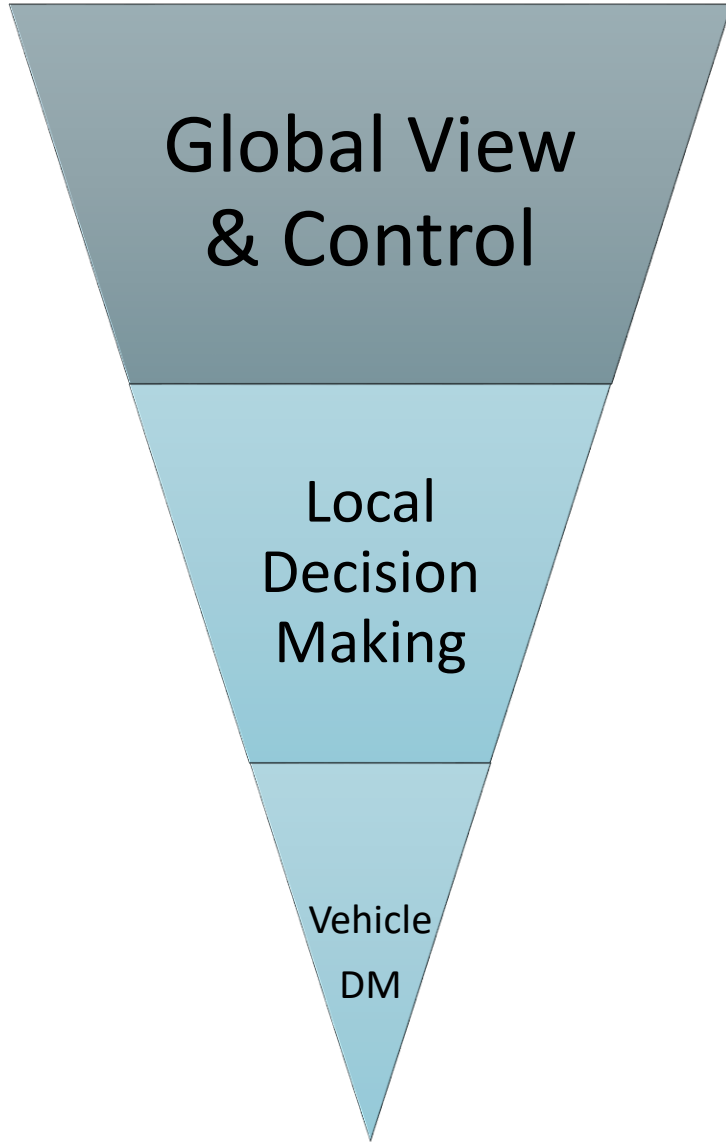 Global View
& Control
Local
Decision
Making
Vehicle
DM